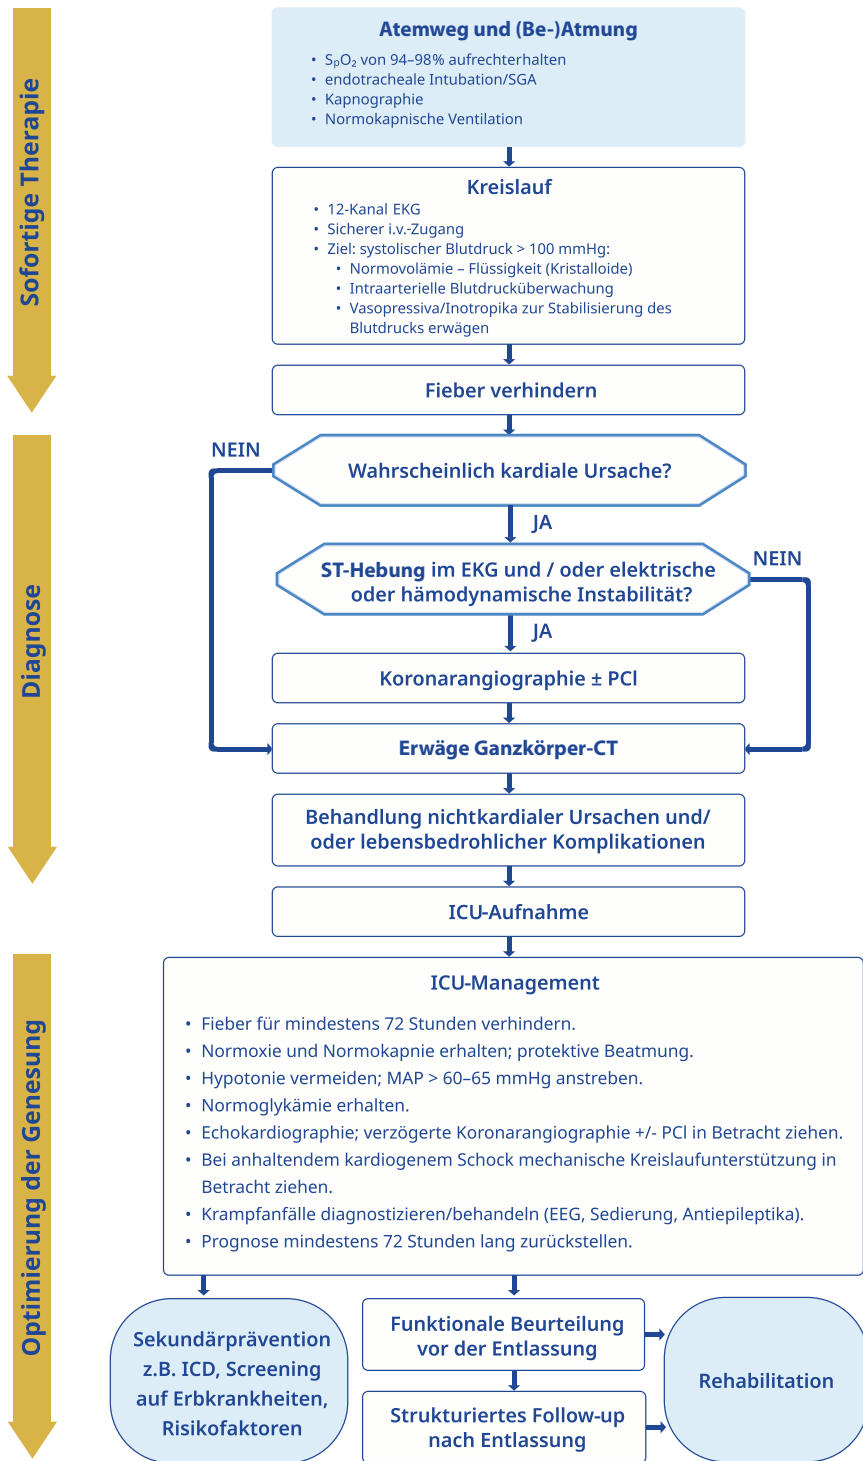 Sofortige Therapie
Atemweg und (Be-)Atmung
• SpO₂ von 94–98% aufrechterhalten
• endotracheale Intubation/SGA
• Kapnographie
• Normokapnische Ventilation
Kreislauf
• 12-Kanal EKG
• Sicherer i.v.-Zugang
• Ziel: systolischer Blutdruck > 100 mmHg:
• Normovolämie – Flüssigkeit (Kristalloide)
• Intraarterielle Blutdrucküberwachung
• Vasopressiva/Inotropika zur Stabilisierung des
Blutdrucks erwägen
Fieber verhindern
Diagnose
NEIN
Wahrscheinlich kardiale Ursache?
JA
NEIN
ST-Hebung im EKG und / oder elektrische
oder hämodynamische Instabilität?
JA
Koronarangiographie ± PCl
Erwäge Ganzkörper-CT
Behandlung nichtkardialer Ursachen und/
oder lebensbedrohlicher Komplikationen
ICU-Aufnahme
Optimierung der Genesung
ICU-Management
• Fieber für mindestens 72 Stunden verhindern.
• Normoxie und Normokapnie erhalten; protektive Beatmung.
• Hypotonie vermeiden; MAP > 60–65 mmHg anstreben.
• Normoglykämie erhalten.
• Echokardiographie; verzögerte Koronarangiographie +/- PCl in Betracht ziehen.
• Bei anhaltendem kardiogenem Schock mechanische Kreislaufunterstützung in
Betracht ziehen.
• Krampfanfälle diagnostizieren/behandeln (EEG, Sedierung, Antiepileptika).
• Prognose mindestens 72 Stunden lang zurückstellen.
Sekundärprävention
z.B. ICD, Screening
auf Erbkrankheiten,
Risikofaktoren
Funktionale Beurteilung
vor der Entlassung
Strukturiertes Follow-up
nach Entlassung
Rehabilitation